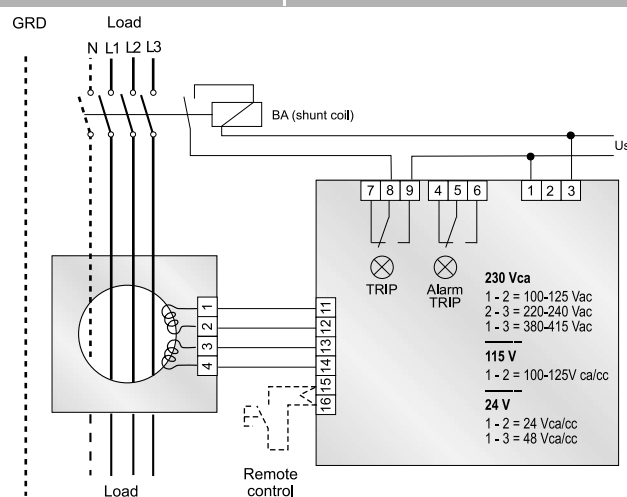 GRD
Load
N L1 L2 L3
BA (shunt coil)
Us
7 8 9 4 5 6 1 2 3
TRIP
Alarm
TRIP
230 Vca
1 - 2 = 100-125 Vac
2 - 3 = 220-240 Vac
1 - 3 = 380-415 Vac
115 V
1 - 2 = 100-125V ca/cc
24 V
1 - 2 = 24 Vca/cc
1 - 3 = 48 Vca/cc
1
2
3
4
11
12
13
14
15
16
Remote
control
Load